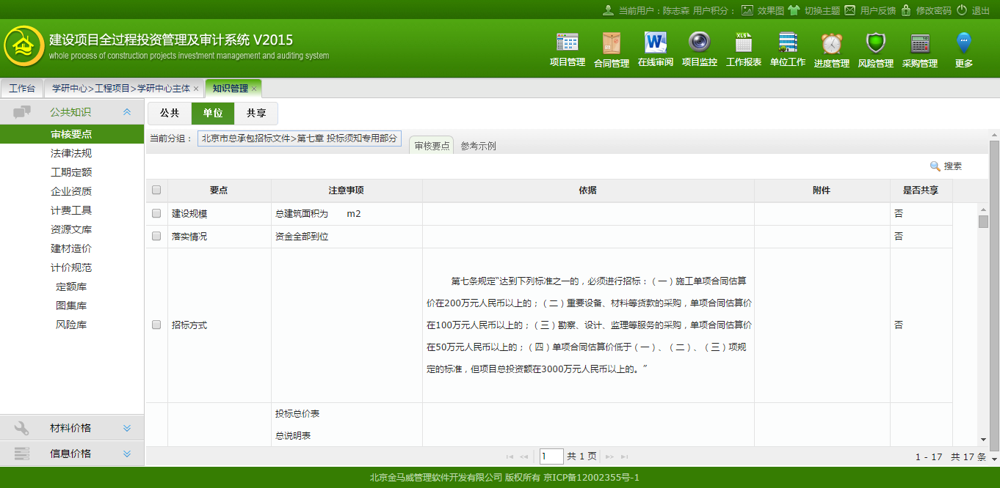 当前用户：陈志森 用户积分： 效果图 切换主题 用户反馈 修改密码 退出
建设项目全过程投资管理及审计系统 V2015
whole process of construction projects investment management and auditing system
项目管理 合同管理 在线审阅 项目监控 工作报表 单位工作 进度管理 风险管理 采购管理 更多
工作台 学研中心>工程项目>学研中心主体 × 知识管理 ×
公共知识
审核要点
法律法规
工期定额
企业资质
计费工具
资源文库
建材造价
计价规范
定额库
图集库
风险库
材料价格
信息价格
公共 单位 共享
当前分组： 北京市总承包招标文件>第七章 投标须知专用部分 审核要点 参考示例
搜索
要点 注意事项 依据 附件 是否共享
建设规模 总建筑面积为 m2 否
落实情况 资金全部到位 否
招标方式 否
第七条规定“达到下列标准之一的，必须进行招标：（一）施工单项合同估算
价在200万元人民币以上的；（二）重要设备、材料等货款的采购，单项合同估算价
在100万元人民币以上的；（三）勘察、设计、监理等服务的采购，单项合同估算价
在50万元人民币以上的；（四）单项合同估算价低于（一）、（二）、（三）项规
定的标准，但项目总投资额在3000万元人民币以上的。”
投标总价表
总说明表
1 共 1 页 1 - 17 共 17 条
北京金马威管理软件开发有限公司 版权所有 京ICP备12002355号-1